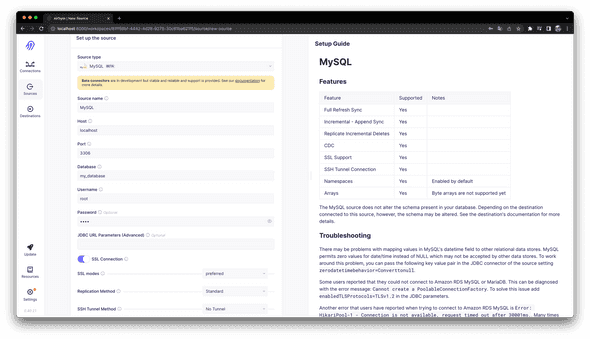 Airbyte | New Source
Set up the source
Source type
MySQL
Beta connectors are in development but stable and reliable and support is provided. See our documentation for
more details.
Source name
MySQL
Host
localhost
Port
3306
Database
my_database
Username
root
Password Optional
JDBC URL Parameters (Advanced) Optional
SSL Connection
SSL modes
preferred
Replication Method
Standard
SSH Tunnel Method
No Tunnel
Connections
Sources
Destinations
Update
Resources
Settings
Setup Guide
MySQL
Features
Feature Supported Notes
Full Refresh Sync Yes
Incremental - Append Sync Yes
Replicate Incremental Deletes Yes
CDC Yes
SSL Support Yes
SSH Tunnel Connection Yes
Namespaces Yes Enabled by default
Arrays Yes Byte arrays are not supported yet
The MySQL source does not alter the schema present in your database. Depending on the destination
connected to this source, however, the schema may be altered. See the destination's documentation for
more details.
Troubleshooting
There may be problems with mapping values in MySQL's datetime field to other relational data stores. MySQL
permits zero values for date/time instead of NULL which may not be accepted by other data stores. To work
around this problem, you can pass the following key value pair in the JDBC connector of the source setting
zerodatetimebehavior=Converttonull.
Some users reported that they could not connect to Amazon RDS MySQL or MariaDB. This can be diagnosed
with the error message: Cannot create a PoolableConnectionFactory. To solve this issue add
enabledTLSProtocols=TLSv1.2 in the JDBC parameters.
Another error that users have reported when trying to connect to Amazon RDS MySQL is Error:
HikariPool-1 - Connection is not available, request timed out after 30001ms. Many times